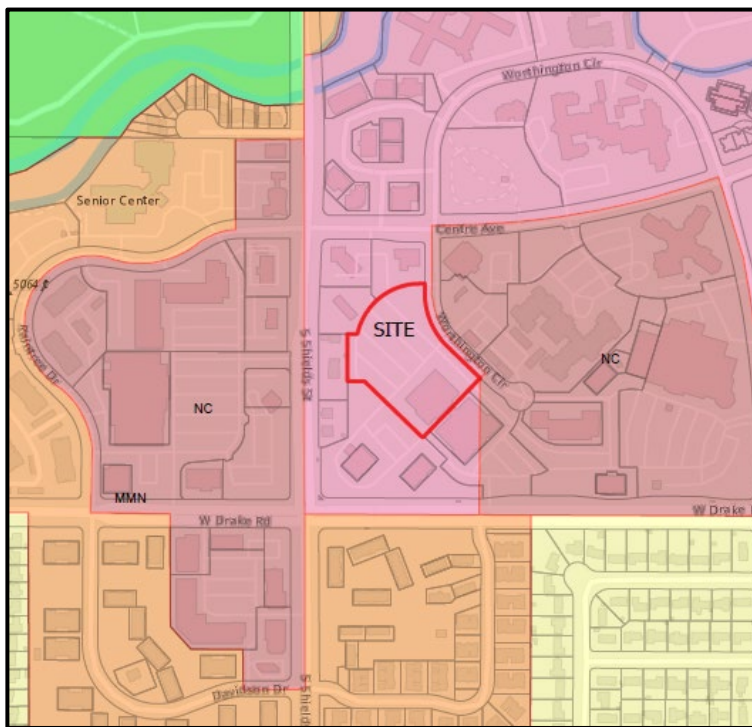 Worthington Cir
Senior Center
Centre Ave
Worthington Cir
SITE
S Shields St
NC
NC
MMN
W Drake Rd
W Drake
Davidson Dr
S Shields